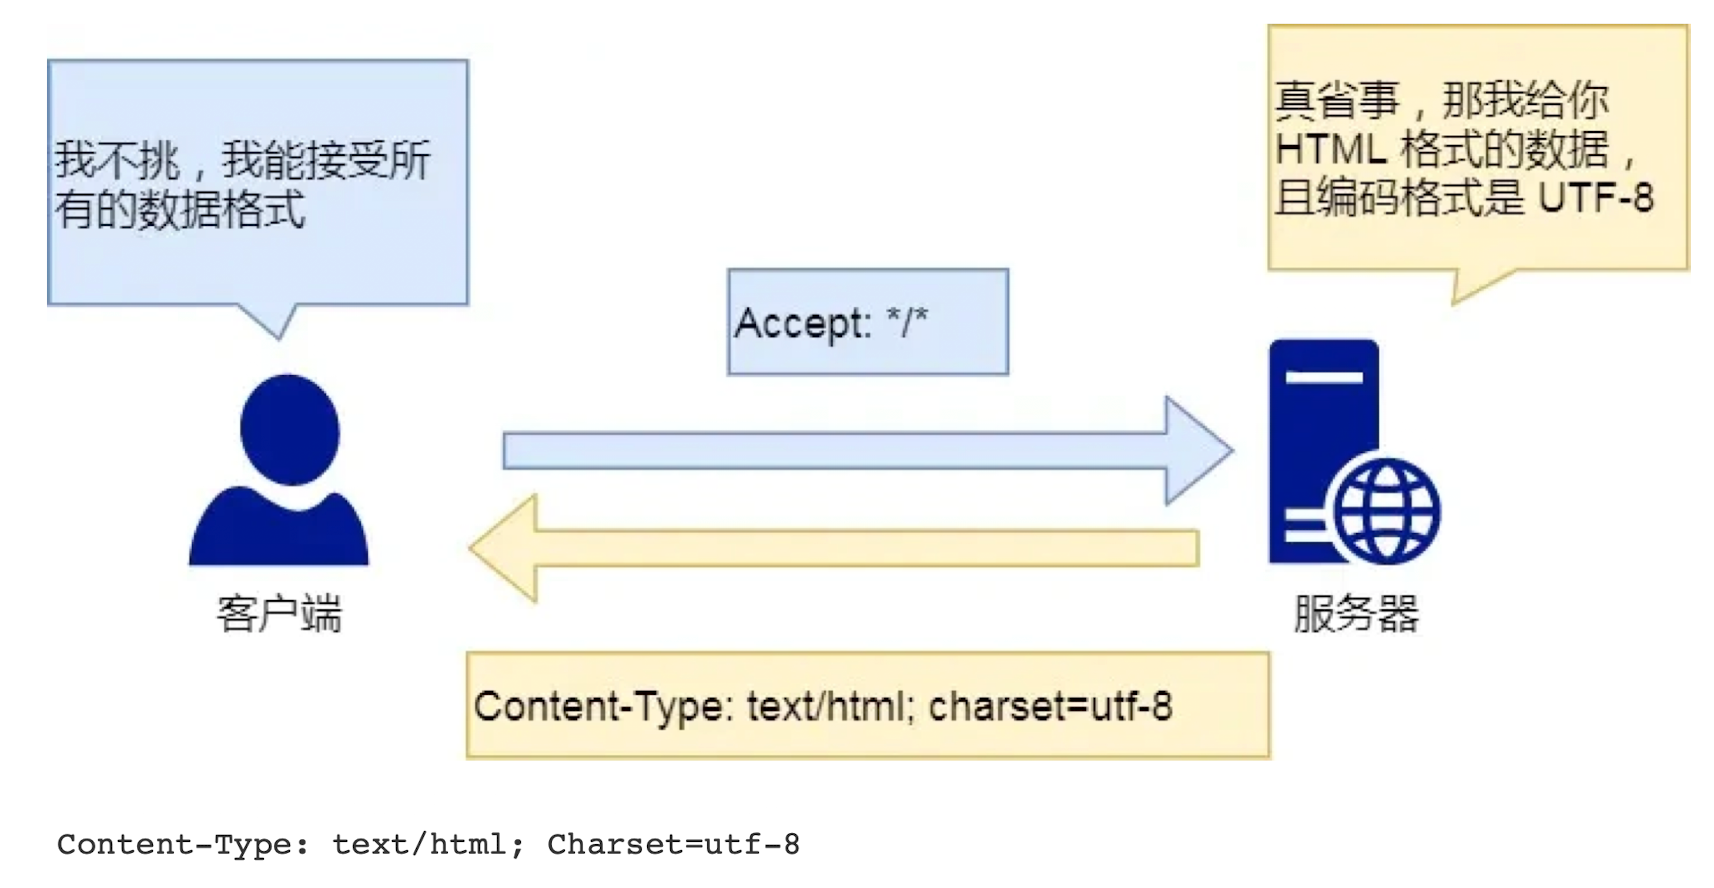 我不挑，我能接受所
有的数据格式
真省事，那我给你
HTML 格式的数据，
且编码格式是 UTF-8
Accept: */*
客户端
服务器
Content-Type: text/html; charset=utf-8
Content-Type: text/html; Charset=utf-8